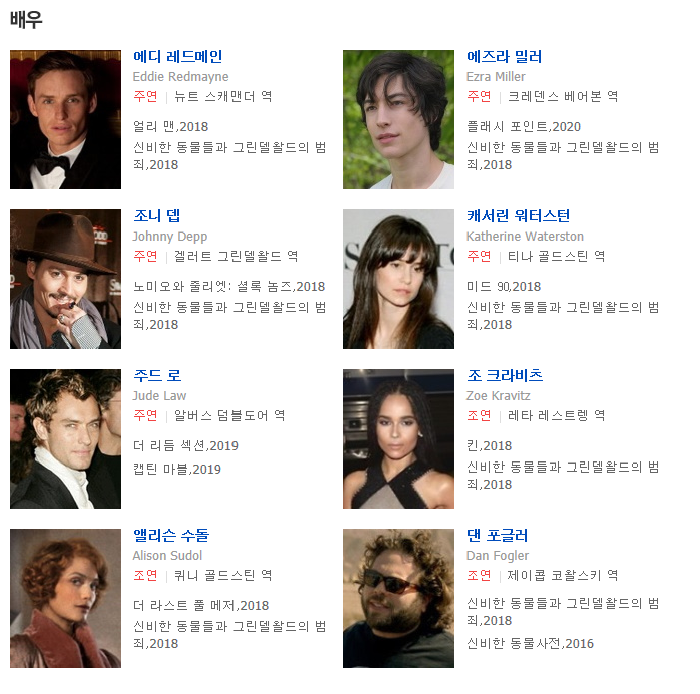 배우
에디 레드메인
Eddie Redmayne
주연 | 뉴트 스캐맨더 역
얼리 맨,2018
신비한 동물들과 그린델왈드의 범
죄,2018
에즈라 밀러
Ezra Miller
주연 | 크레덴스 베어본 역
플래시 포인트,2020
신비한 동물들과 그린델왈드의 범
죄,2018
조니 뎁
Johnny Depp
주연 | 겔러트 그린델왈드 역
노미오와 줄리엣: 셜록 놈즈,2018
신비한 동물들과 그린델왈드의 범
죄,2018
캐서린 워터스턴
Katherine Waterston
주연 | 티나 골드스틴 역
미드 90,2018
신비한 동물들과 그린델왈드의 범
죄,2018
주드 로
Jude Law
주연 | 알버스 덤블도어 역
더 리듬 섹션,2019
캡틴 마블,2019
조 크라비츠
Zoe Kravitz
조연 | 레타 레스트렝 역
킨,2018
신비한 동물들과 그린델왈드의 범
죄,2018
앨리슨 수돌
Alison Sudol
조연 | 퀴니 골드스틴 역
더 라스트 풀 메저,2018
신비한 동물들과 그린델왈드의 범
죄,2018
댄 포글러
Dan Fogler
조연 | 제이콥 코왈스키 역
신비한 동물들과 그린델왈드의 범
죄,2018
신비한 동물사전,2016